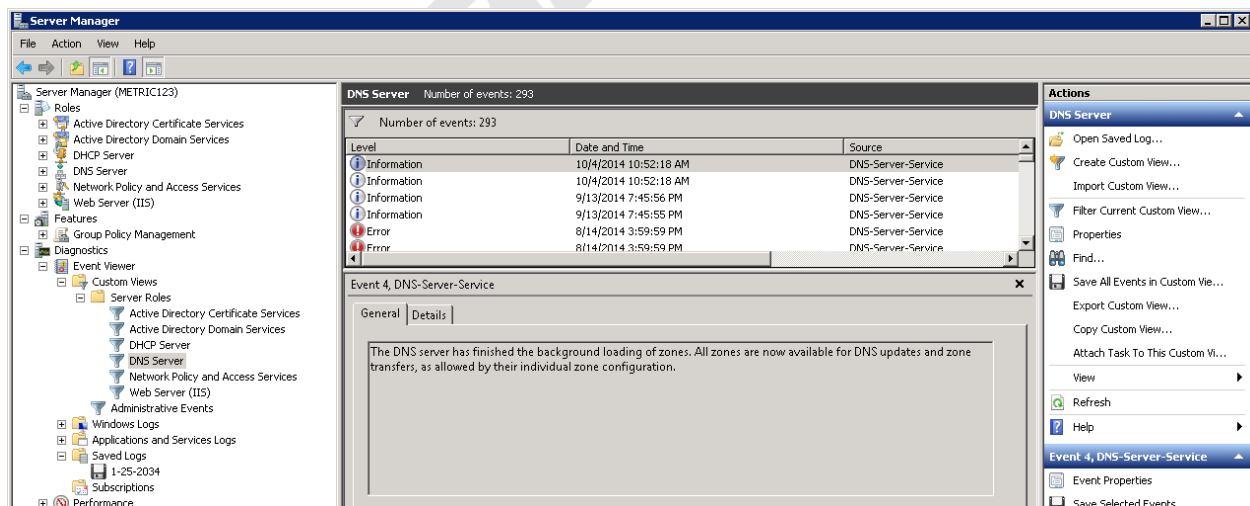 Server Manager
File Action View Help
Server Manager (METRIC123)
Roles
Active Directory Certificate Services
Active Directory Domain Services
DHCP Server
DNS Server
Network Policy and Access Services
Web Server (IIS)
Features
Group Policy Management
Diagnostics
Event Viewer
Custom Views
Server Roles
Active Directory Certificate Services
Active Directory Domain Services
DHCP Server
DNS Server
Network Policy and Access Services
Web Server (IIS)
Administrative Events
Windows Logs
Applications and Services Logs
Saved Logs
1-25-2034
Subscriptions
Performance
DNS Server Number of events: 293
Number of events: 293
Level Date and Time Source
Information 10/4/2014 10:52:18 AM DNS-Server-Service
Information 10/4/2014 10:52:18 AM DNS-Server-Service
Information 9/13/2014 7:45:56 PM DNS-Server-Service
Information 9/13/2014 7:45:55 PM DNS-Server-Service
Error 8/14/2014 3:59:59 PM DNS-Server-Service
Error 8/14/2014 3:59:59 PM DNS-Server-Service
Event 4, DNS-Server-Service
General Details
The DNS server has finished the background loading of zones. All zones are now available for DNS updates and zone
transfers, as allowed by their individual zone configuration.
Actions
DNS Server
Open Saved Log...
Create Custom View...
Import Custom View...
Filter Current Custom View...
Properties
Find...
Save All Events in Custom Vie...
Export Custom View...
Copy Custom View...
Attach Task To This Custom Vi...
View
Refresh
Help
Event 4, DNS-Server-Service
Event Properties
Save Selected Events